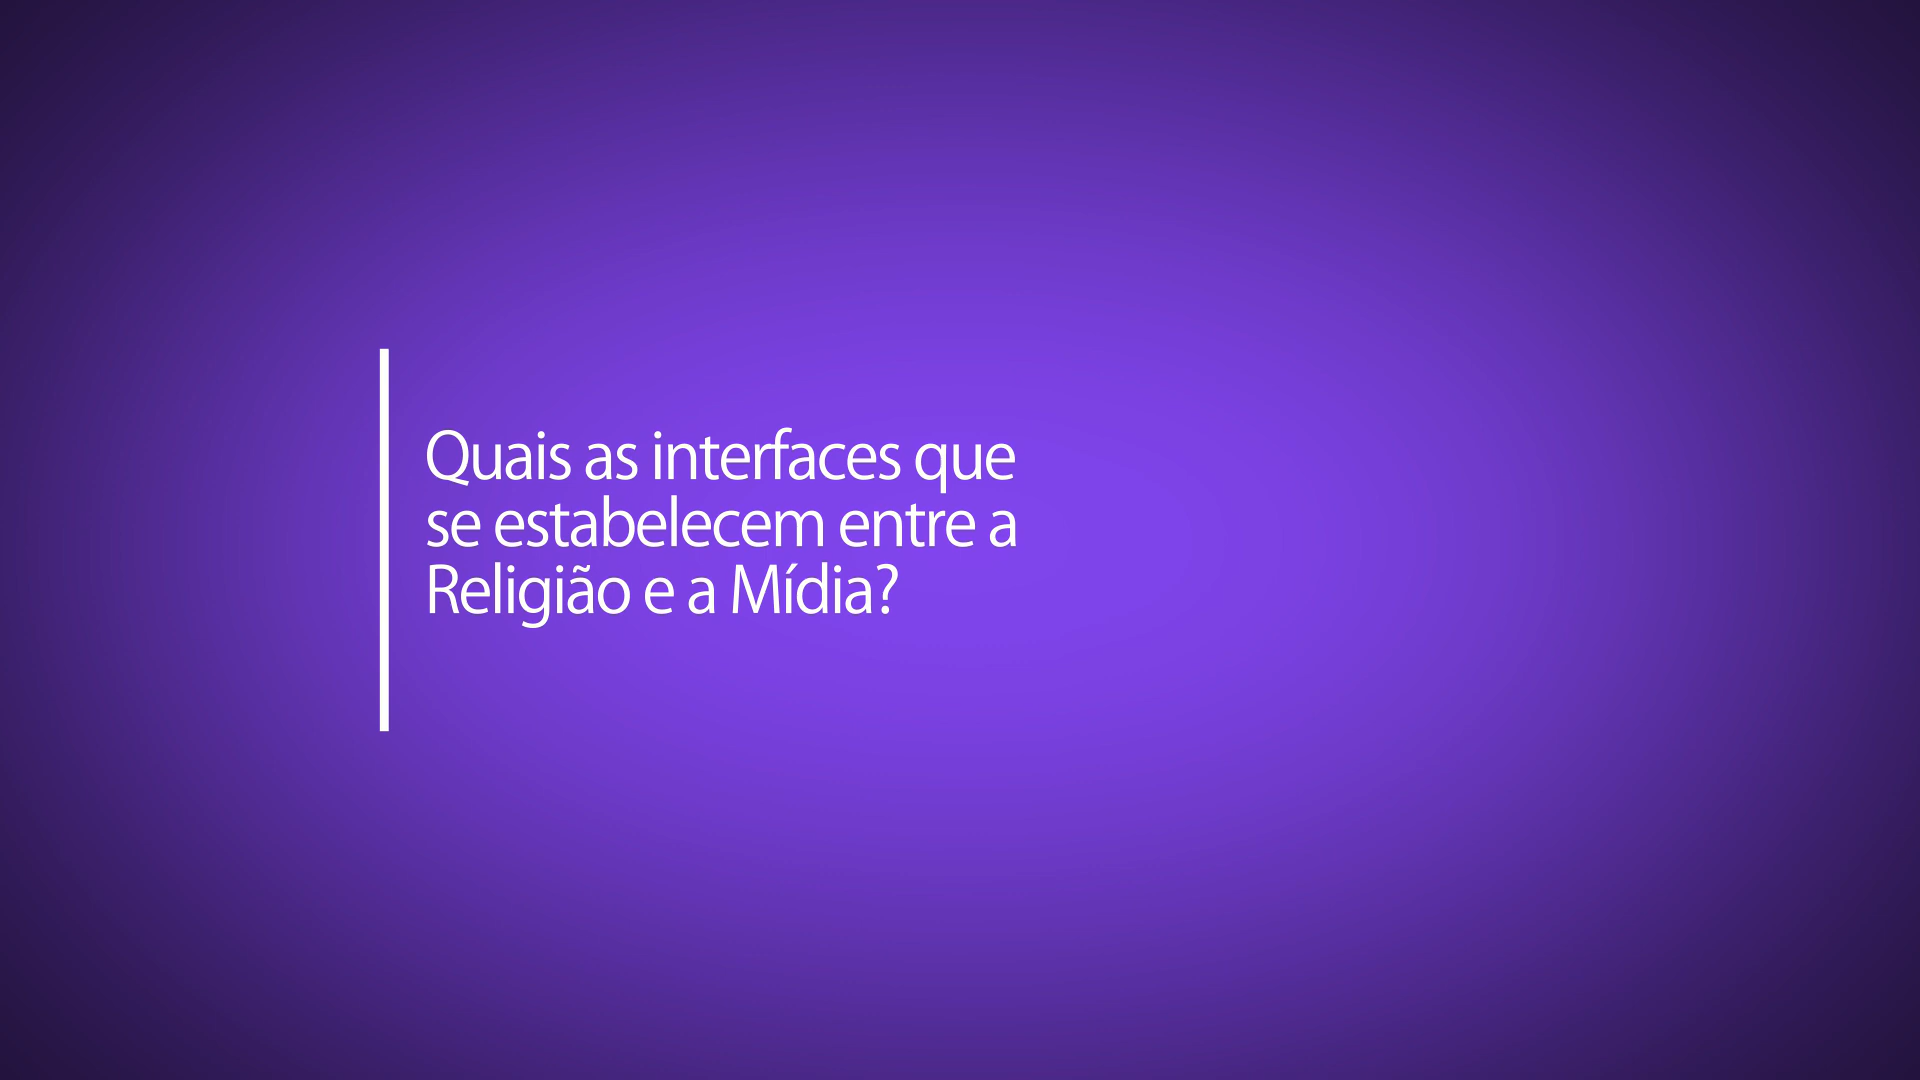 Quais as interfaces que
se estabelecem entre a
Religião e a Mídia?